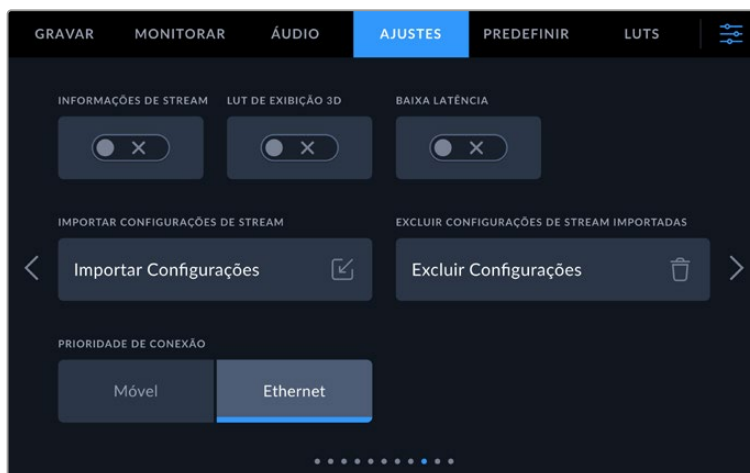 GRAVAR MONITORAR ÁUDIO AJUSTES PREDEFINIR LUTS
INFORMAÇÕES DE STREAM LUT DE EXIBIÇÃO 3D BAIXA LATÊNCIA
IMPORTAR CONFIGURAÇÕES DE STREAM EXCLUIR CONFIGURAÇÕES DE STREAM IMPORTADAS
Importar Configurações Excluir Configurações
PRIORIDADE DE CONEXÃO
Móvel Ethernet